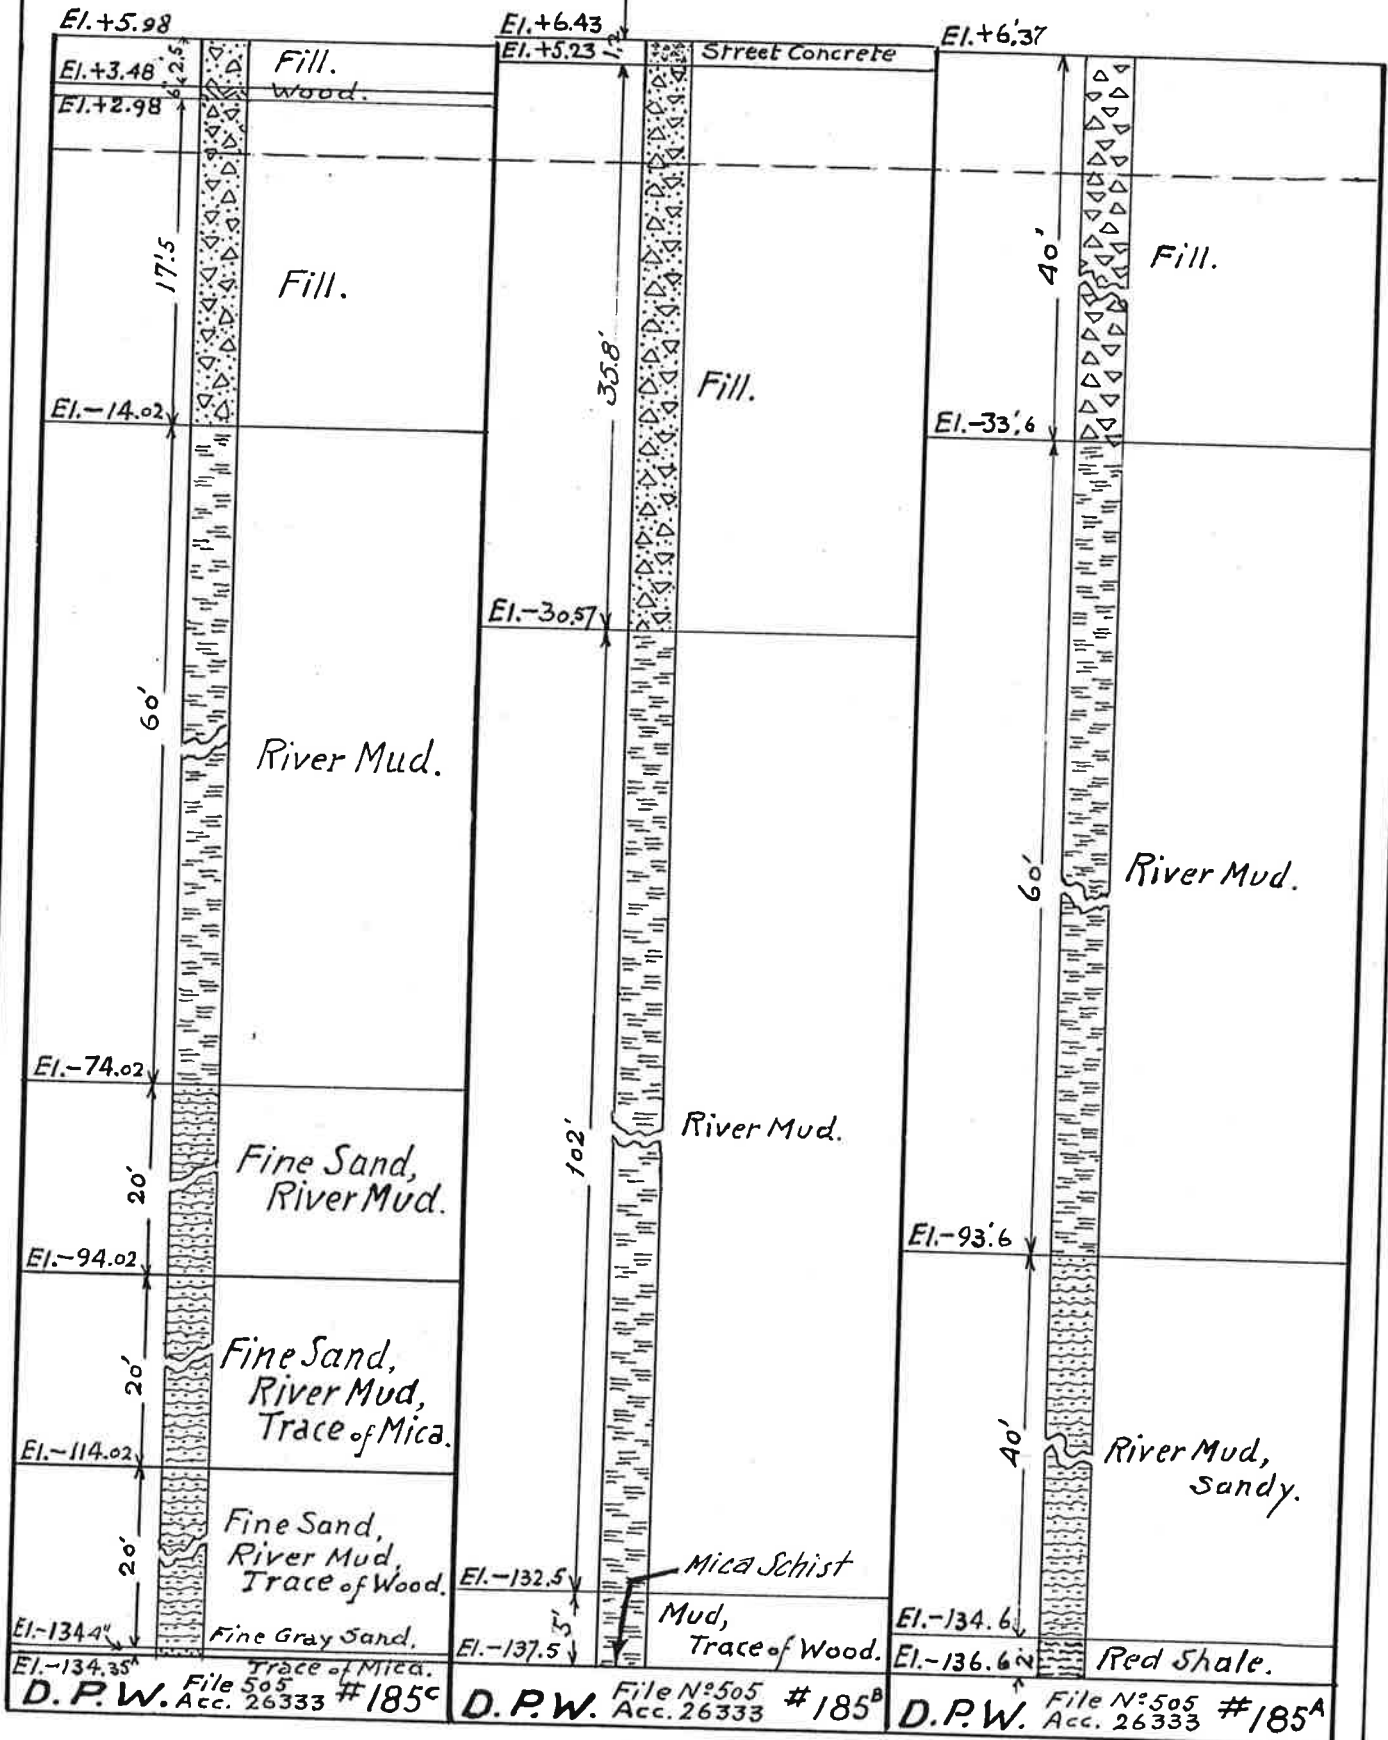 El.+5.98
2.5'
Fill.
El.+3.48
6"
Wood.
El.+2.98
17'.5
Fill.
El.-14.02
60'
River Mud.
El.-74.02
20'
Fine Sand,
River Mud.
El.-94.02
20'
Fine Sand,
River Mud,
Trace of Mica.
El.-114.02
20'
Fine Sand,
River Mud,
Trace of Wood.
El.-134
4"
Fine Gray Sand.
El.-134.35
Trace of Mica.
D.P.W. File 505 #185C
Acc. 26333
El.+6.43
1.2
Street Concrete
El.+5.23
35.8'
Fill.
El.-30.57
102'
River Mud.
El.-132.5
Mica Schist
5'
Mud,
Trace of Wood.
El.-137.5
D.P.W. File Nº 505 #185B
Acc. 26333
El.+6'.37
40'
Fill.
El.-33'.6
60'
River Mud.
El.-93'.6
40'
River Mud,
Sandy.
El.-134.6
2'
Red Shale.
El.-136.6
D.P.W. File Nº 505 #185A
Acc. 26333